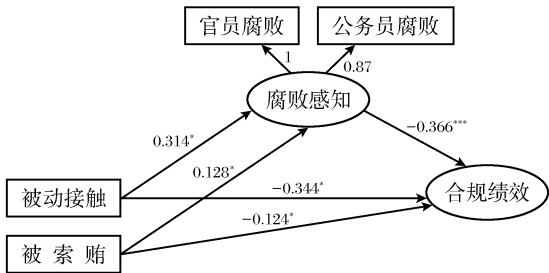 官员腐败
公务员腐败
1
0.87
腐败感知
0.314*
0.128*
-0.366***
被动接触
-0.344*
合规绩效
-0.124*
被 索 贿